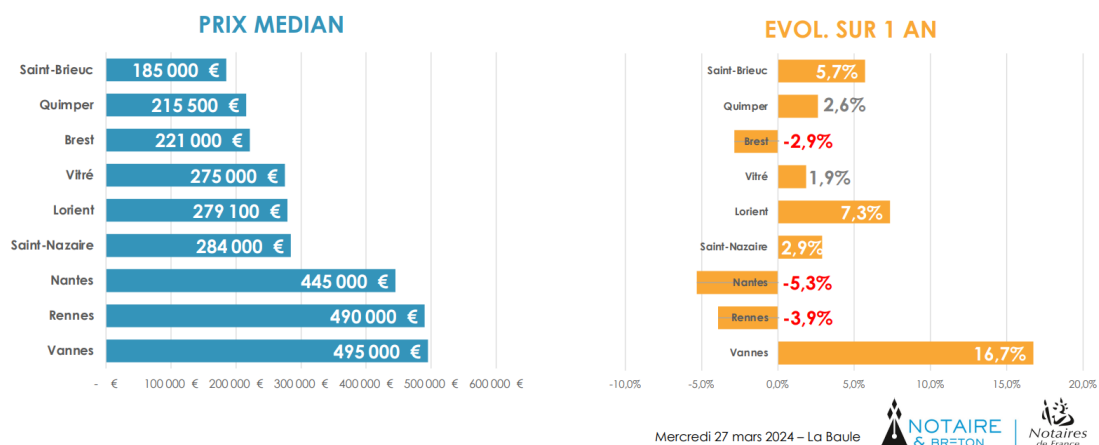 PRIX MEDIAN
Saint-Brieuc 185 000 €
Quimper 215 500 €
Brest 221 000 €
Vitré 275 000 €
Lorient 279 100 €
Saint-Nazaire 284 000 €
Nantes 445 000 €
Rennes 490 000 €
Vannes 495 000 €
- € 100 000 € 200 000 € 300 000 € 400 000 € 500 000 € 600 000 €
EVOL. SUR 1 AN
Saint-Brieuc 5,7%
Quimper 2,6%
Brest -2,9%
Vitré 1,9%
Lorient 7,3%
Saint-Nazaire 2,9%
Nantes -5,3%
Rennes -3,9%
Vannes 16,7%
-10,0% -5,0% 0,0% 5,0% 10,0% 15,0% 20,0%
Mercredi 27 mars 2024 – La Baule
NOTAIRE
& BRETON
Notaires
de France